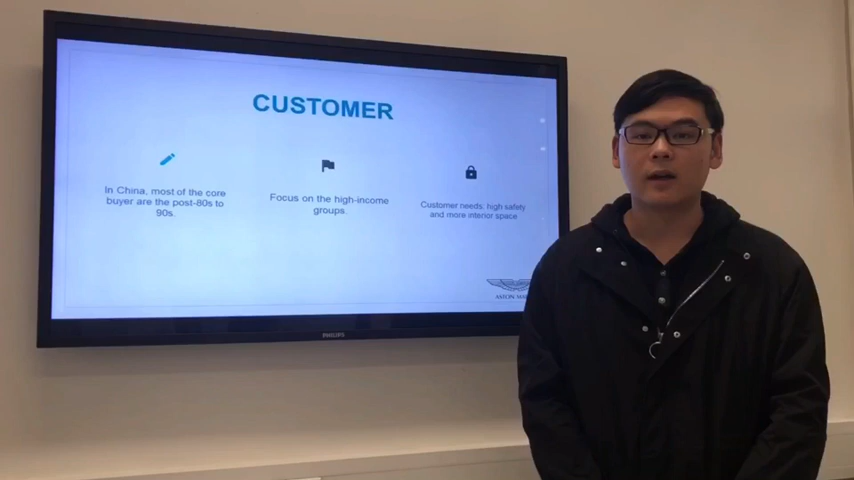 CUSTOMER
In China, most of the core
buyer are the post-80s to
90s.
Focus on the high-income
groups.
Customer needs: high safety
and more interior space
ASTON
PHILIPS